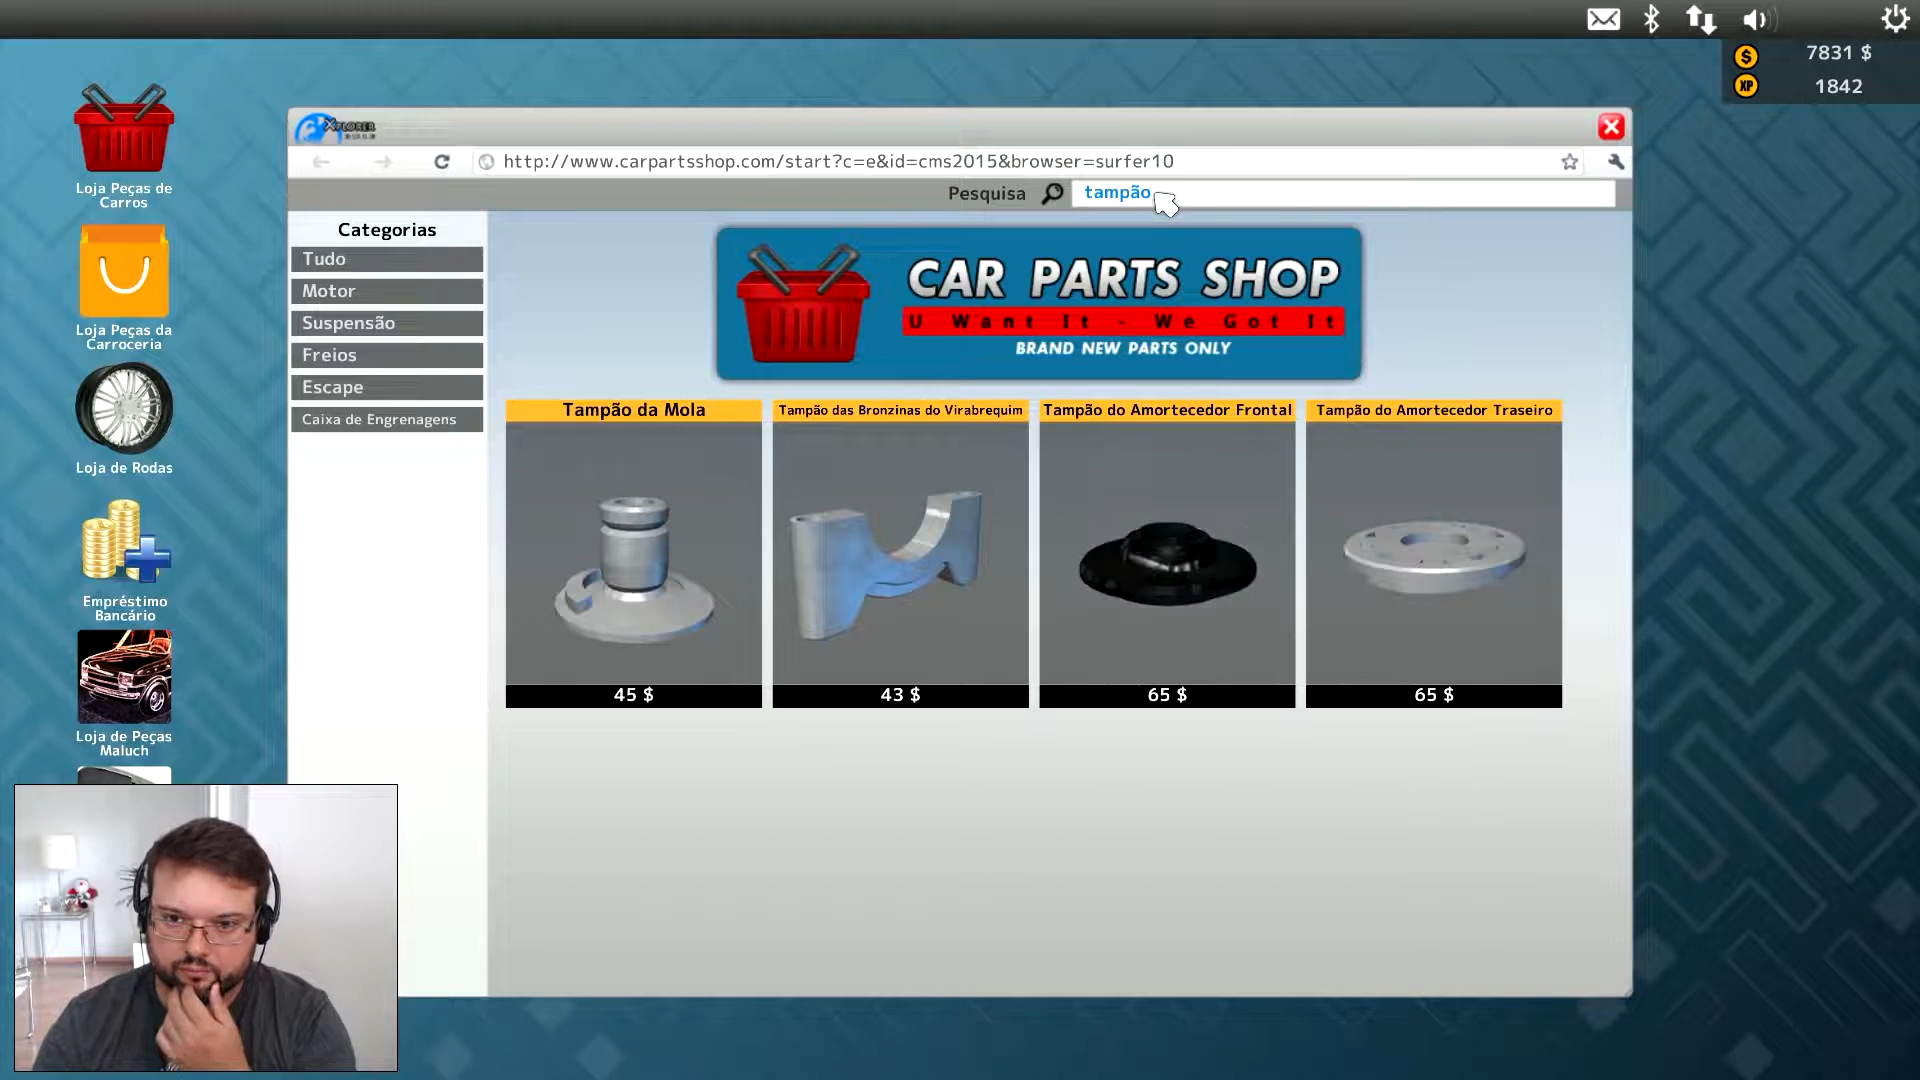 7831 $
XP 1842
Loja Peças de
Carros
Loja Peças da
Carroceria
Loja de Rodas
Empréstimo
Bancário
Loja de Peças
Maluch
XPLORER
http://www.carpartsshop.com/start?c=e&id=cms2015&browser=surfer10
Pesquisa tampão
Categorias
Tudo
Motor
Suspensão
Freios
Escape
Caixa de Engrenagens
CAR PARTS SHOP
U Want It - We Got It
BRAND NEW PARTS ONLY
Tampão da Mola
45 $
Tampão das Bronzinas do Virabrequim
43 $
Tampão do Amortecedor Frontal
65 $
Tampão do Amortecedor Traseiro
65 $